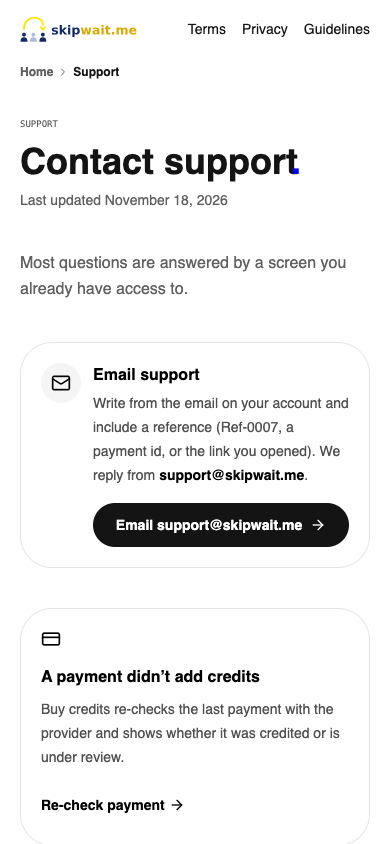 skipwait.me
Terms Privacy Guidelines
Home > Support
SUPPORT
Contact support.
Last updated November 18, 2026
Most questions are answered by a screen you
already have access to.
Email support
Write from the email on your account and
include a reference (Ref-0007, a
payment id, or the link you opened). We
reply from support@skipwait.me.
Email support@skipwait.me →
A payment didn’t add credits
Buy credits re-checks the last payment with the
provider and shows whether it was credited or is
under review.
Re-check payment →